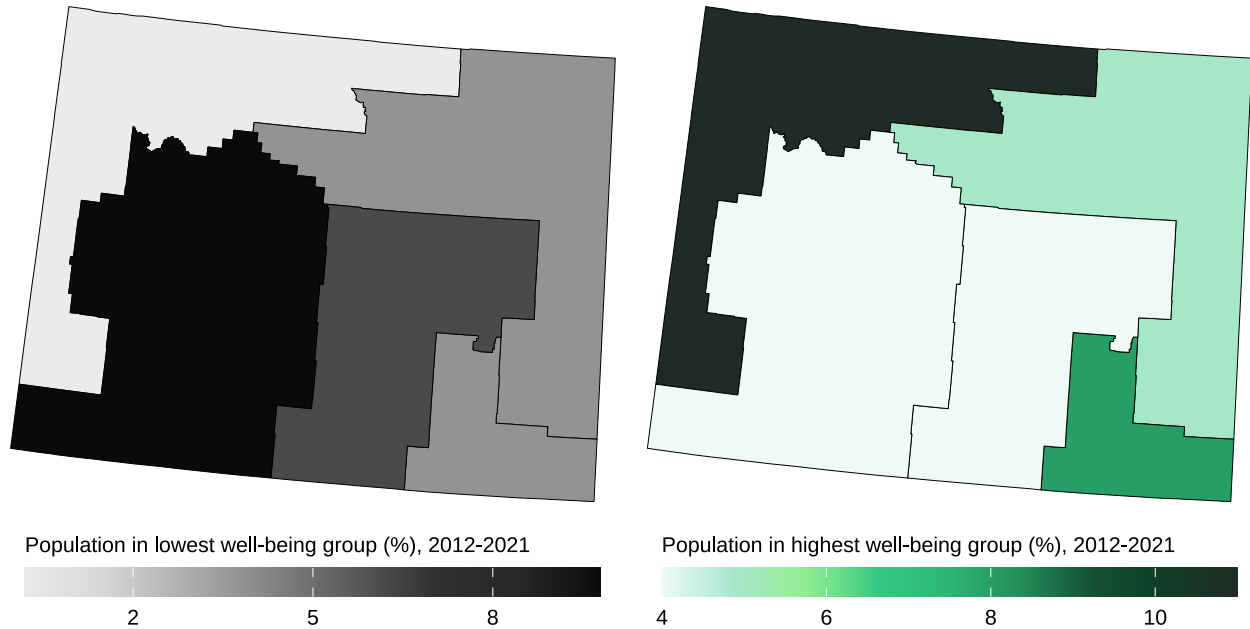 Population in lowest well-being group (%), 2012-2021
2 5 8
Population in highest well-being group (%), 2012-2021
4 6 8 10